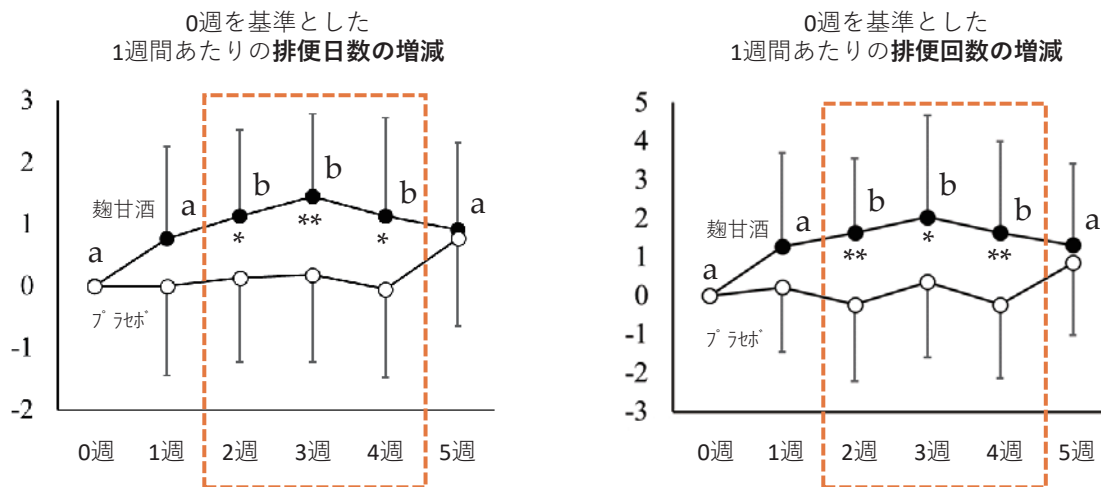 0週を基準とした
1週間あたりの排便日数の増減
3
2
1
0
-1
-2
麹甘酒
プラセボ
a
a
b
b
b
a
*
**
*
0週
1週
2週
3週
4週
5週
0週を基準とした
1週間あたりの排便回数の増減
5
4
3
2
1
0
-1
-2
-3
麹甘酒
プラセボ
a
a
b
b
b
a
**
*
**
0週
1週
2週
3週
4週
5週